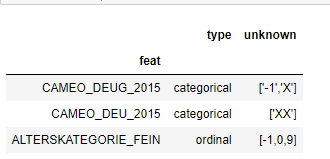 type unknown
feat
CAMEO_DEUG_2015 categorical ['-1','X']
CAMEO_DEU_2015 categorical ['XX']
ALTERSKATEGORIE_FEIN ordinal [-1,0,9]